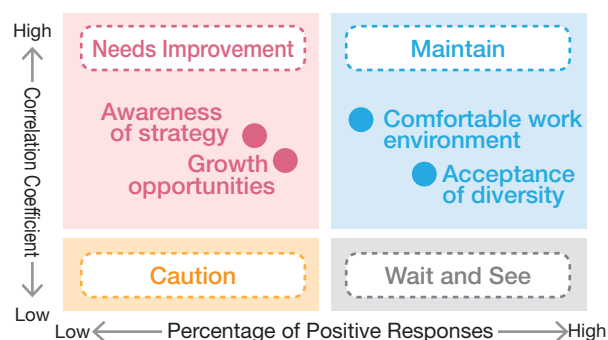 High
Needs Improvement
Maintain
Awareness
of strategy
Growth
opportunities
Comfortable work
environment
Acceptance
of diversity
Correlation Coefficient
Caution
Wait and See
Low
Low
Percentage of Positive Responses
High